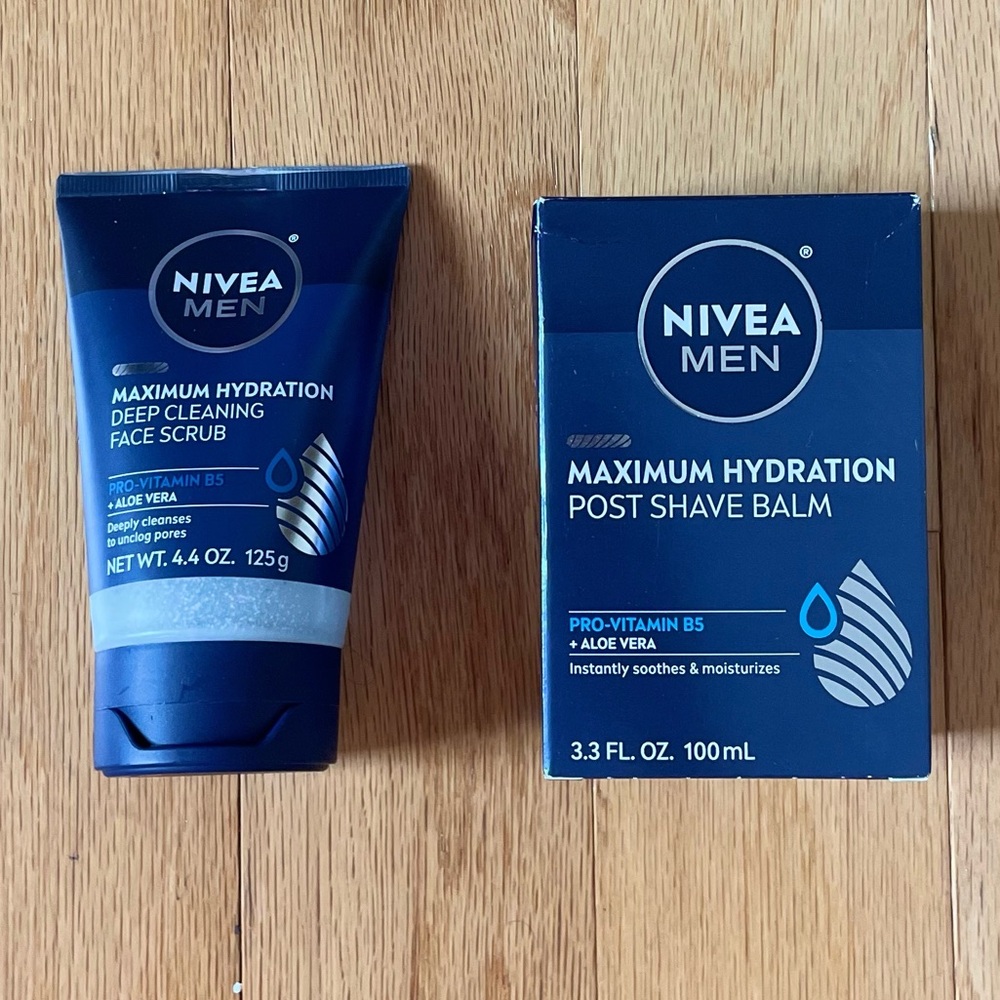 NIVEA
MEN
®
MAXIMUM HYDRATION
DEEP CLEANING
FACE SCRUB
PRO-VITAMIN B5
+ ALOE VERA
Deeply cleanses
to unclog pores
NET WT. 4.4 OZ. 125g
NIVEA
MEN
®
MAXIMUM HYDRATION
POST SHAVE BALM
PRO-VITAMIN B5
+ ALOE VERA
Instantly soothes & moisturizes
3.3 FL. OZ. 100mL